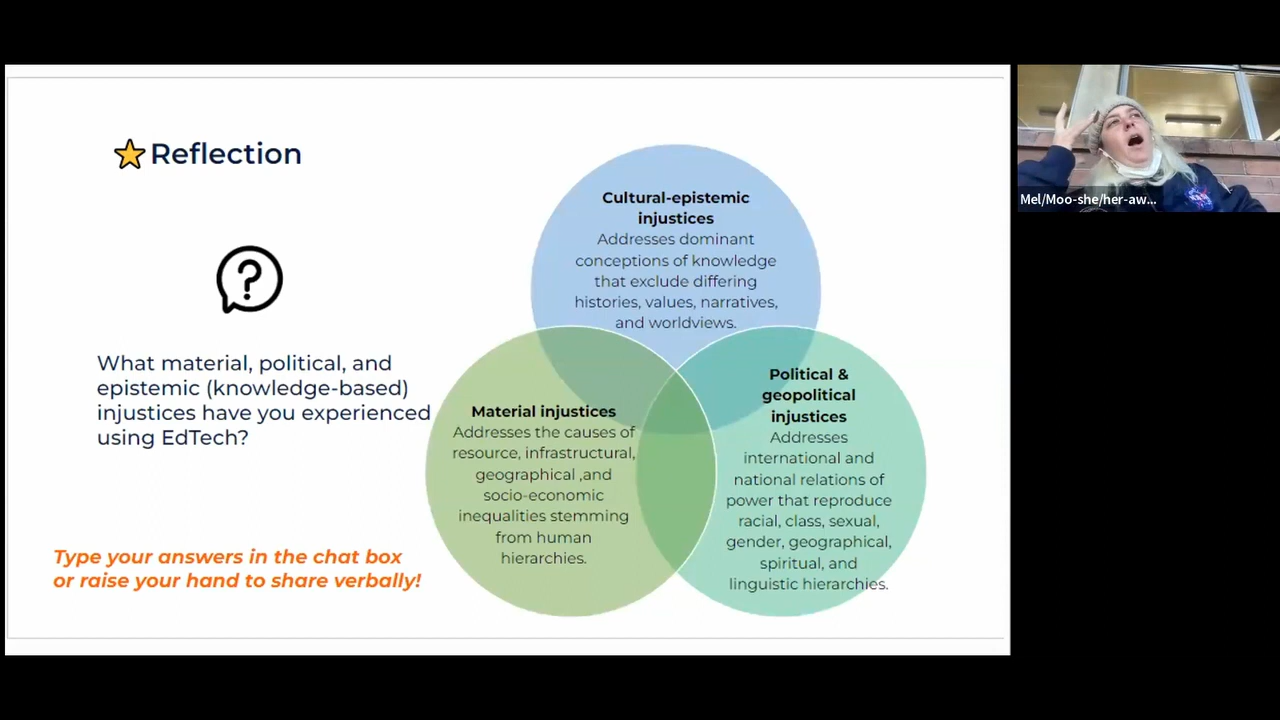 Reflection
What material, political, and
epistemic (knowledge-based)
injustices have you experienced
using EdTech?
Type your answers in the chat box
or raise your hand to share verbally!
Cultural-epistemic
injustices
Addresses dominant
conceptions of knowledge
that exclude differing
histories, values, narratives,
and worldviews.
Material injustices
Addresses the causes of
resource, infrastructural,
geographical ,and
socio-economic
inequalities stemming
from human
hierarchies.
Political &
geopolitical
injustices
Addresses
international and
national relations of
power that reproduce
racial, class, sexual,
gender, geographical,
spiritual, and
linguistic hierarchies.
Mel/Moo-she/her-aw...